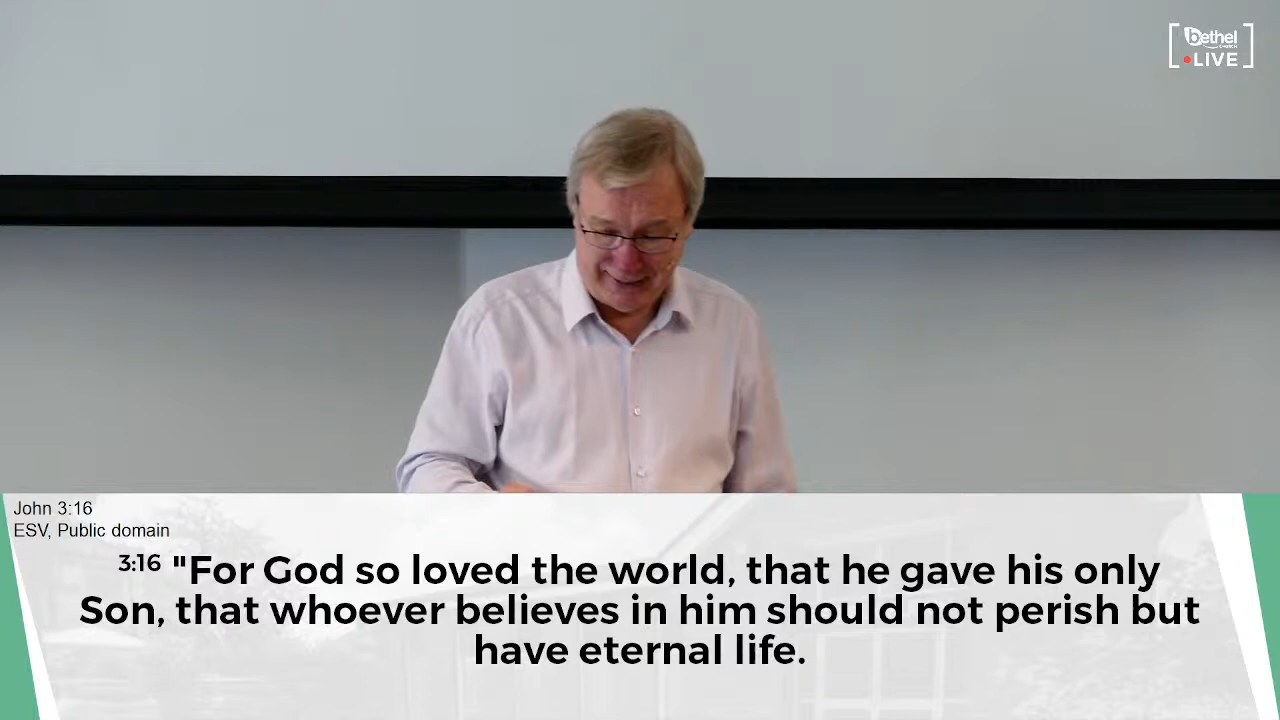 bethel
CHURCH
LIVE
John 3:16
ESV, Public domain
3:16 "For God so loved the world, that he gave his only
Son, that whoever believes in him should not perish but
have eternal life.